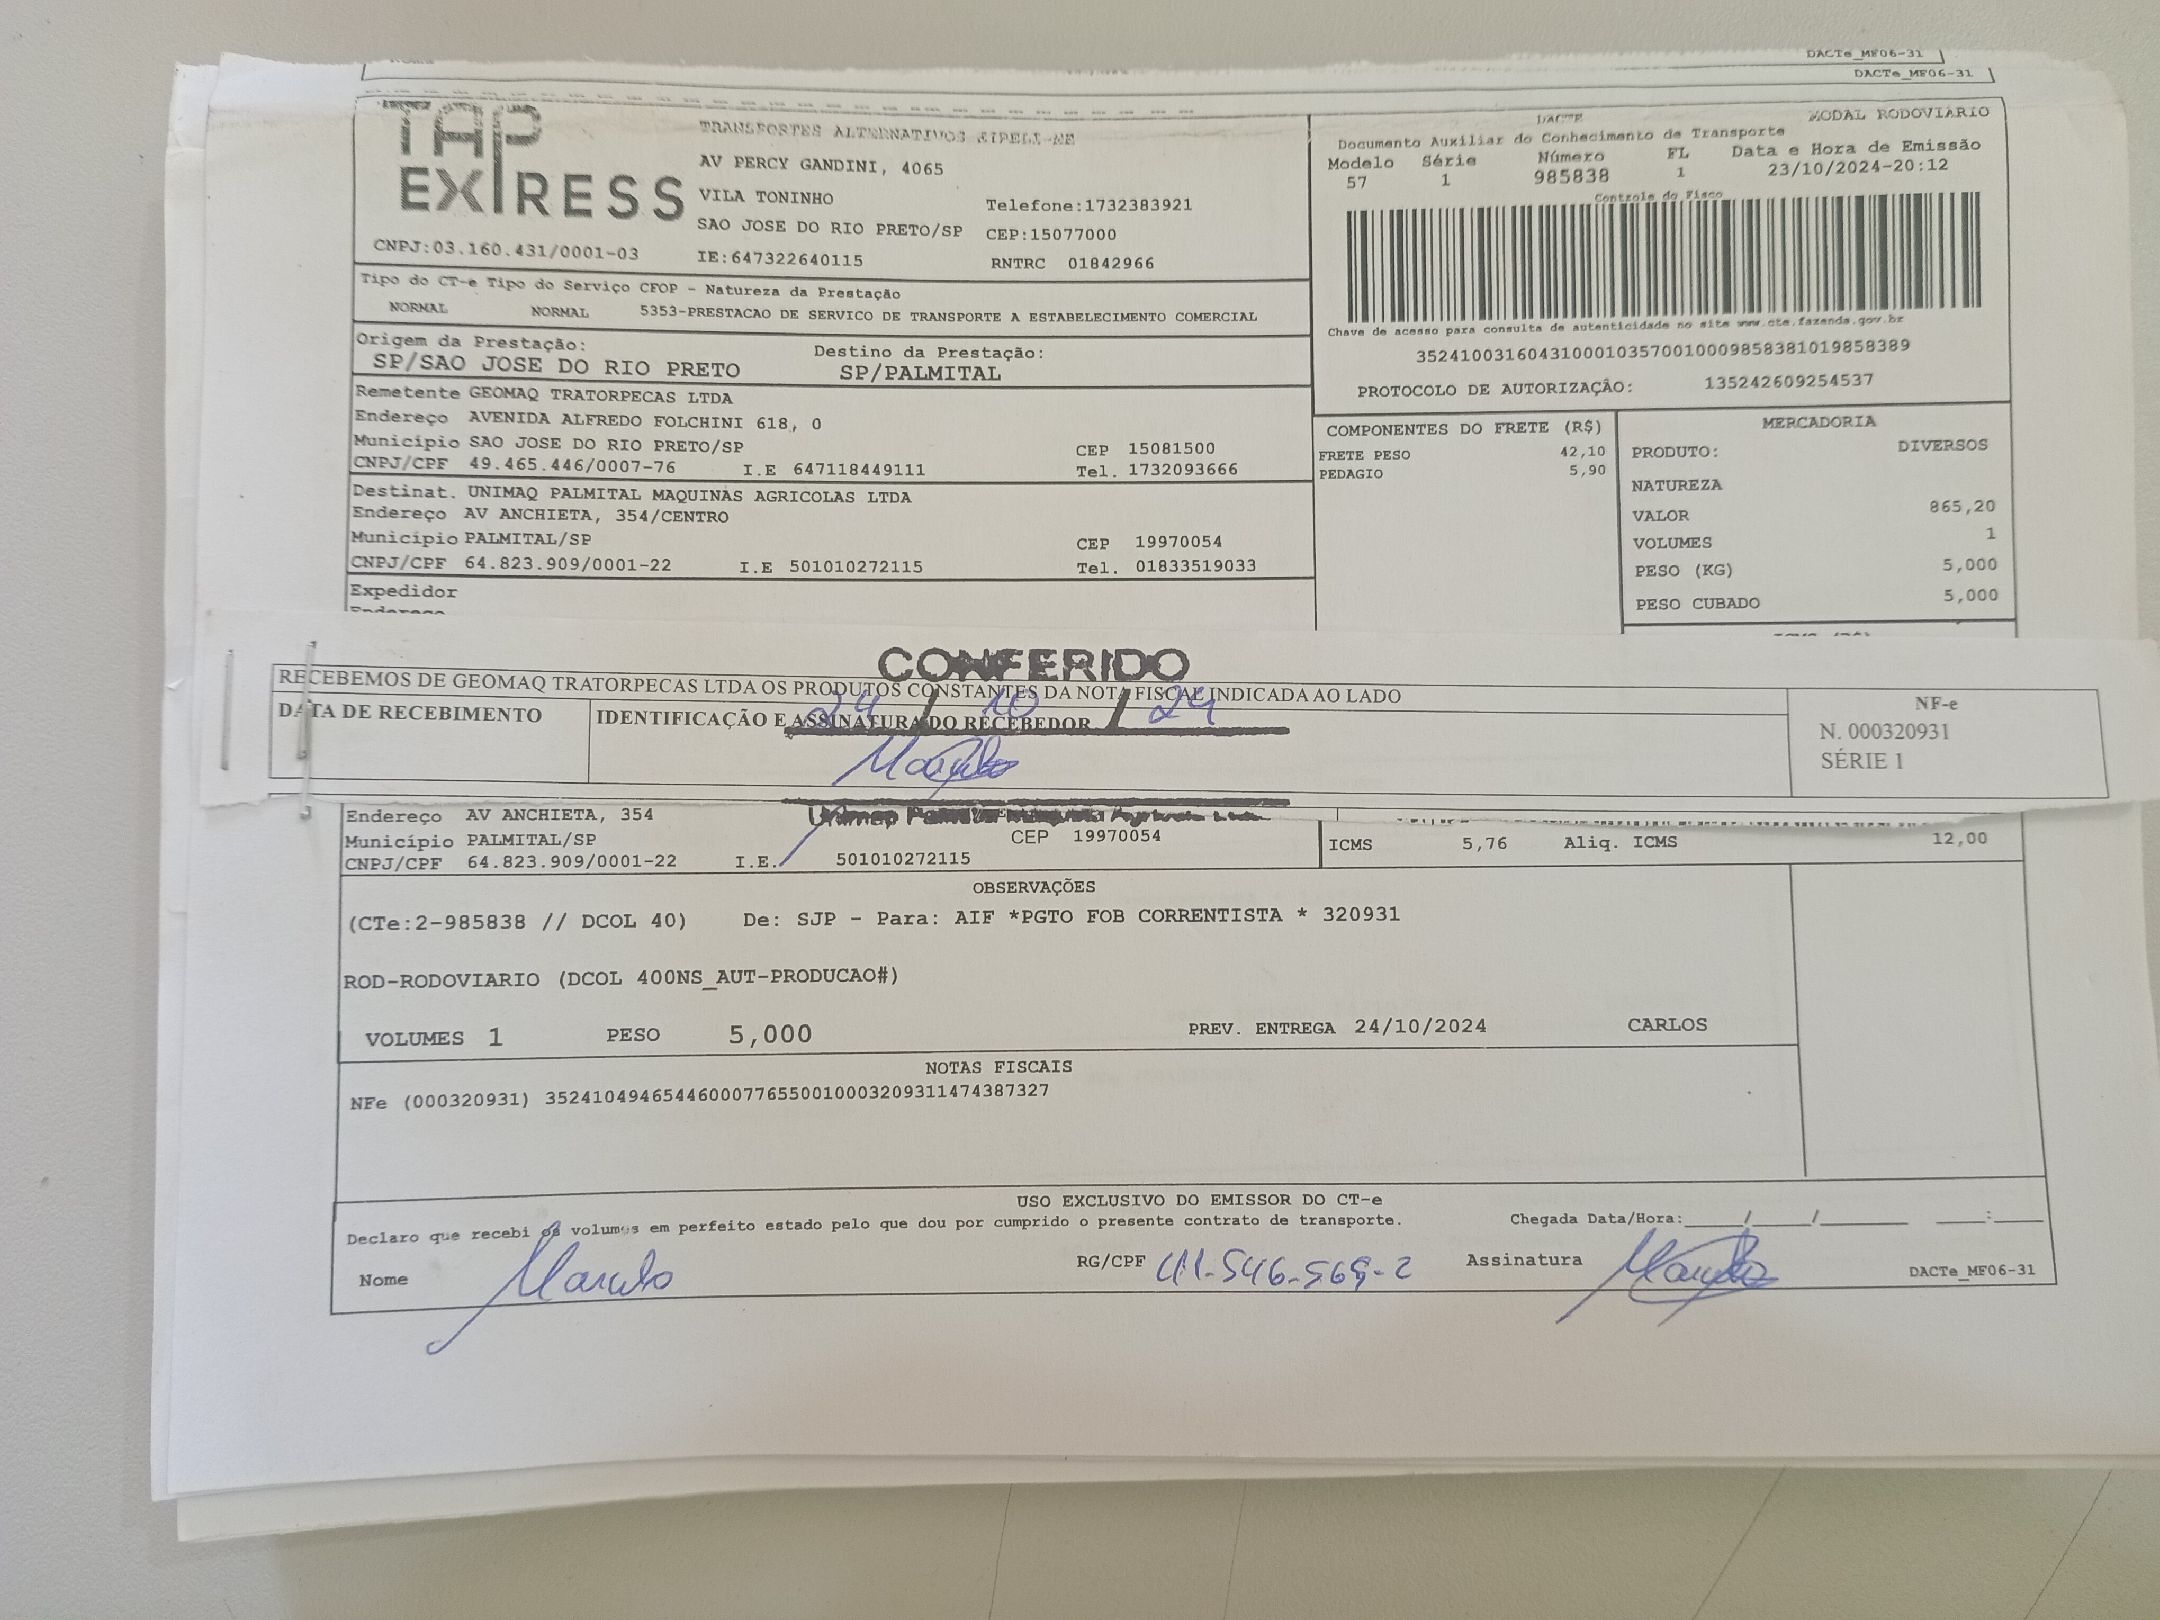 DACTe_MF06-31
DACTe_MF06-31
TAP
EXPRESS
TRANSPORTES ALTERNATIVOS EIRELI-ME
AV PERCY GANDINI, 4065
VILA TONINHO
Telefone:1732383921
SAO JOSE DO RIO PRETO/SP CEP:15077000
CNPJ:03.160.431/0001-03 IE:647322640115 RNTRC 01842966
DACTE MODAL RODOVIARIO
Documento Auxiliar do Conhecimento de Transporte
Modelo Série Número FL Data e Hora de Emissão
57 1 985838 1 23/10/2024-20:12
Controle do Fisco
Chave de acesso para consulta de autenticidade no site www.cte.fazenda.gov.br
35241003160431000103570010009858381019858389
PROTOCOLO DE AUTORIZAÇÃO: 135242609254537
Tipo do CT-e Tipo do Serviço CFOP - Natureza da Prestação
NORMAL NORMAL 5353-PRESTACAO DE SERVICO DE TRANSPORTE A ESTABELECIMENTO COMERCIAL
Origem da Prestação: Destino da Prestação:
SP/SAO JOSE DO RIO PRETO SP/PALMITAL
Remetente GEOMAQ TRATORPECAS LTDA
Endereço AVENIDA ALFREDO FOLCHINI 618, 0
Município SAO JOSE DO RIO PRETO/SP CEP 15081500
CNPJ/CPF 49.465.446/0007-76 I.E 647118449111 Tel. 1732093666
Destinat. UNIMAQ PALMITAL MAQUINAS AGRICOLAS LTDA
Endereço AV ANCHIETA, 354/CENTRO
Município PALMITAL/SP CEP 19970054
CNPJ/CPF 64.823.909/0001-22 I.E 501010272115 Tel. 01833519033
Expedidor
Endereço
COMPONENTES DO FRETE (R$)
FRETE PESO 42,10
PEDAGIO 5,90
MERCADORIA
PRODUTO: DIVERSOS
NATUREZA
VALOR 865,20
VOLUMES 1
PESO (KG) 5,000
PESO CUBADO 5,000
CONFERIDO
RECEBEMOS DE GEOMAQ TRATORPECAS LTDA OS PRODUTOS CONSTANTES DA NOTA FISCAL INDICADA AO LADO
24 / 10 / 24
DATA DE RECEBIMENTO IDENTIFICAÇÃO E ASSINATURA DO RECEBEDOR
NF-e
N. 000320931
SÉRIE 1
Unimaq Palmital
Endereço AV ANCHIETA, 354
Município PALMITAL/SP CEP 19970054
CNPJ/CPF 64.823.909/0001-22 I.E. 501010272115
ICMS 5,76 Aliq. ICMS 12,00
OBSERVAÇÕES
(CTe:2-985838 // DCOL 40) De: SJP - Para: AIF *PGTO FOB CORRENTISTA * 320931
ROD-RODOVIARIO (DCOL 400NS_AUT-PRODUCAO#)
VOLUMES 1 PESO 5,000 PREV. ENTREGA 24/10/2024 CARLOS
NOTAS FISCAIS
NFe (000320931) 35241049465446000776550010003209311474387327
USO EXCLUSIVO DO EMISSOR DO CT-e
Declaro que recebi os volumes em perfeito estado pelo que dou por cumprido o presente contrato de transporte. Chegada Data/Hora:____/____/______ ___:___
Nome RG/CPF 41-546-565-2 Assinatura
DACTe_MF06-31